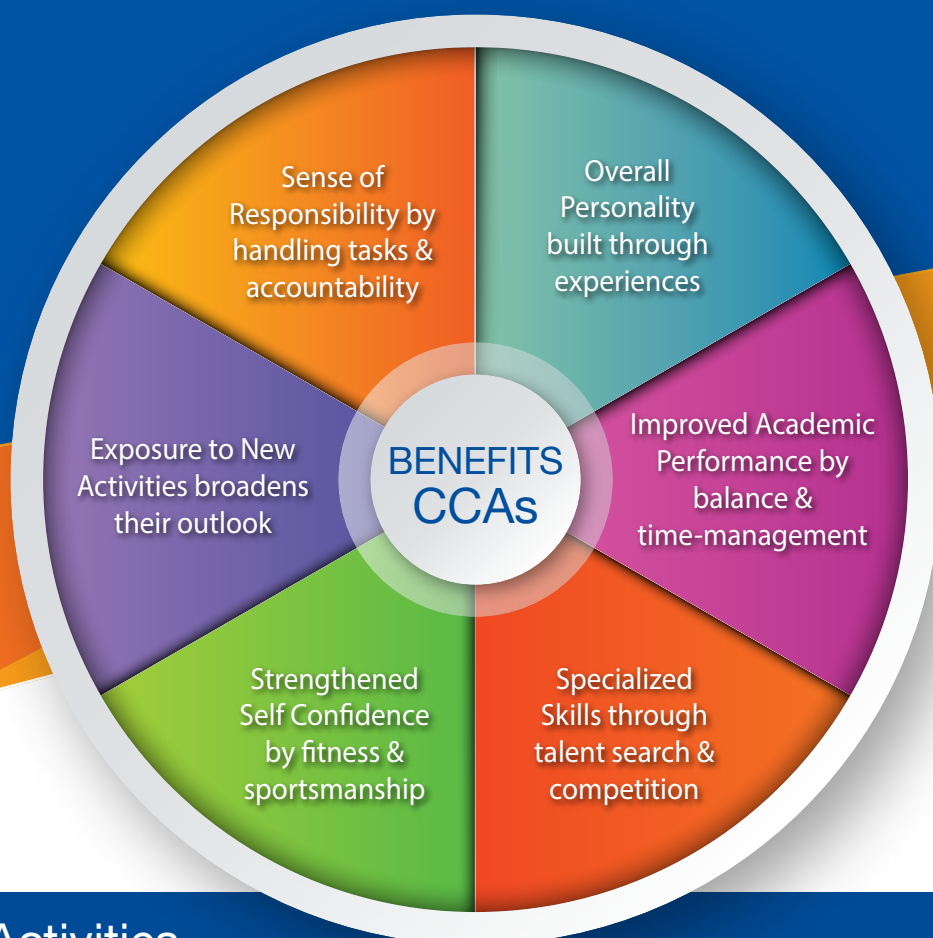 Sense of
Responsibility by
handling tasks &
accountability
Overall
Personality
built through
experiences
Exposure to New
Activities broadens
their outlook
BENEFITS
CCAs
Improved Academic
Performance by
balance &
time-management
Strengthened
Self Confidence
by fitness &
sportsmanship
Specialized
Skills through
talent search &
competition
Activities